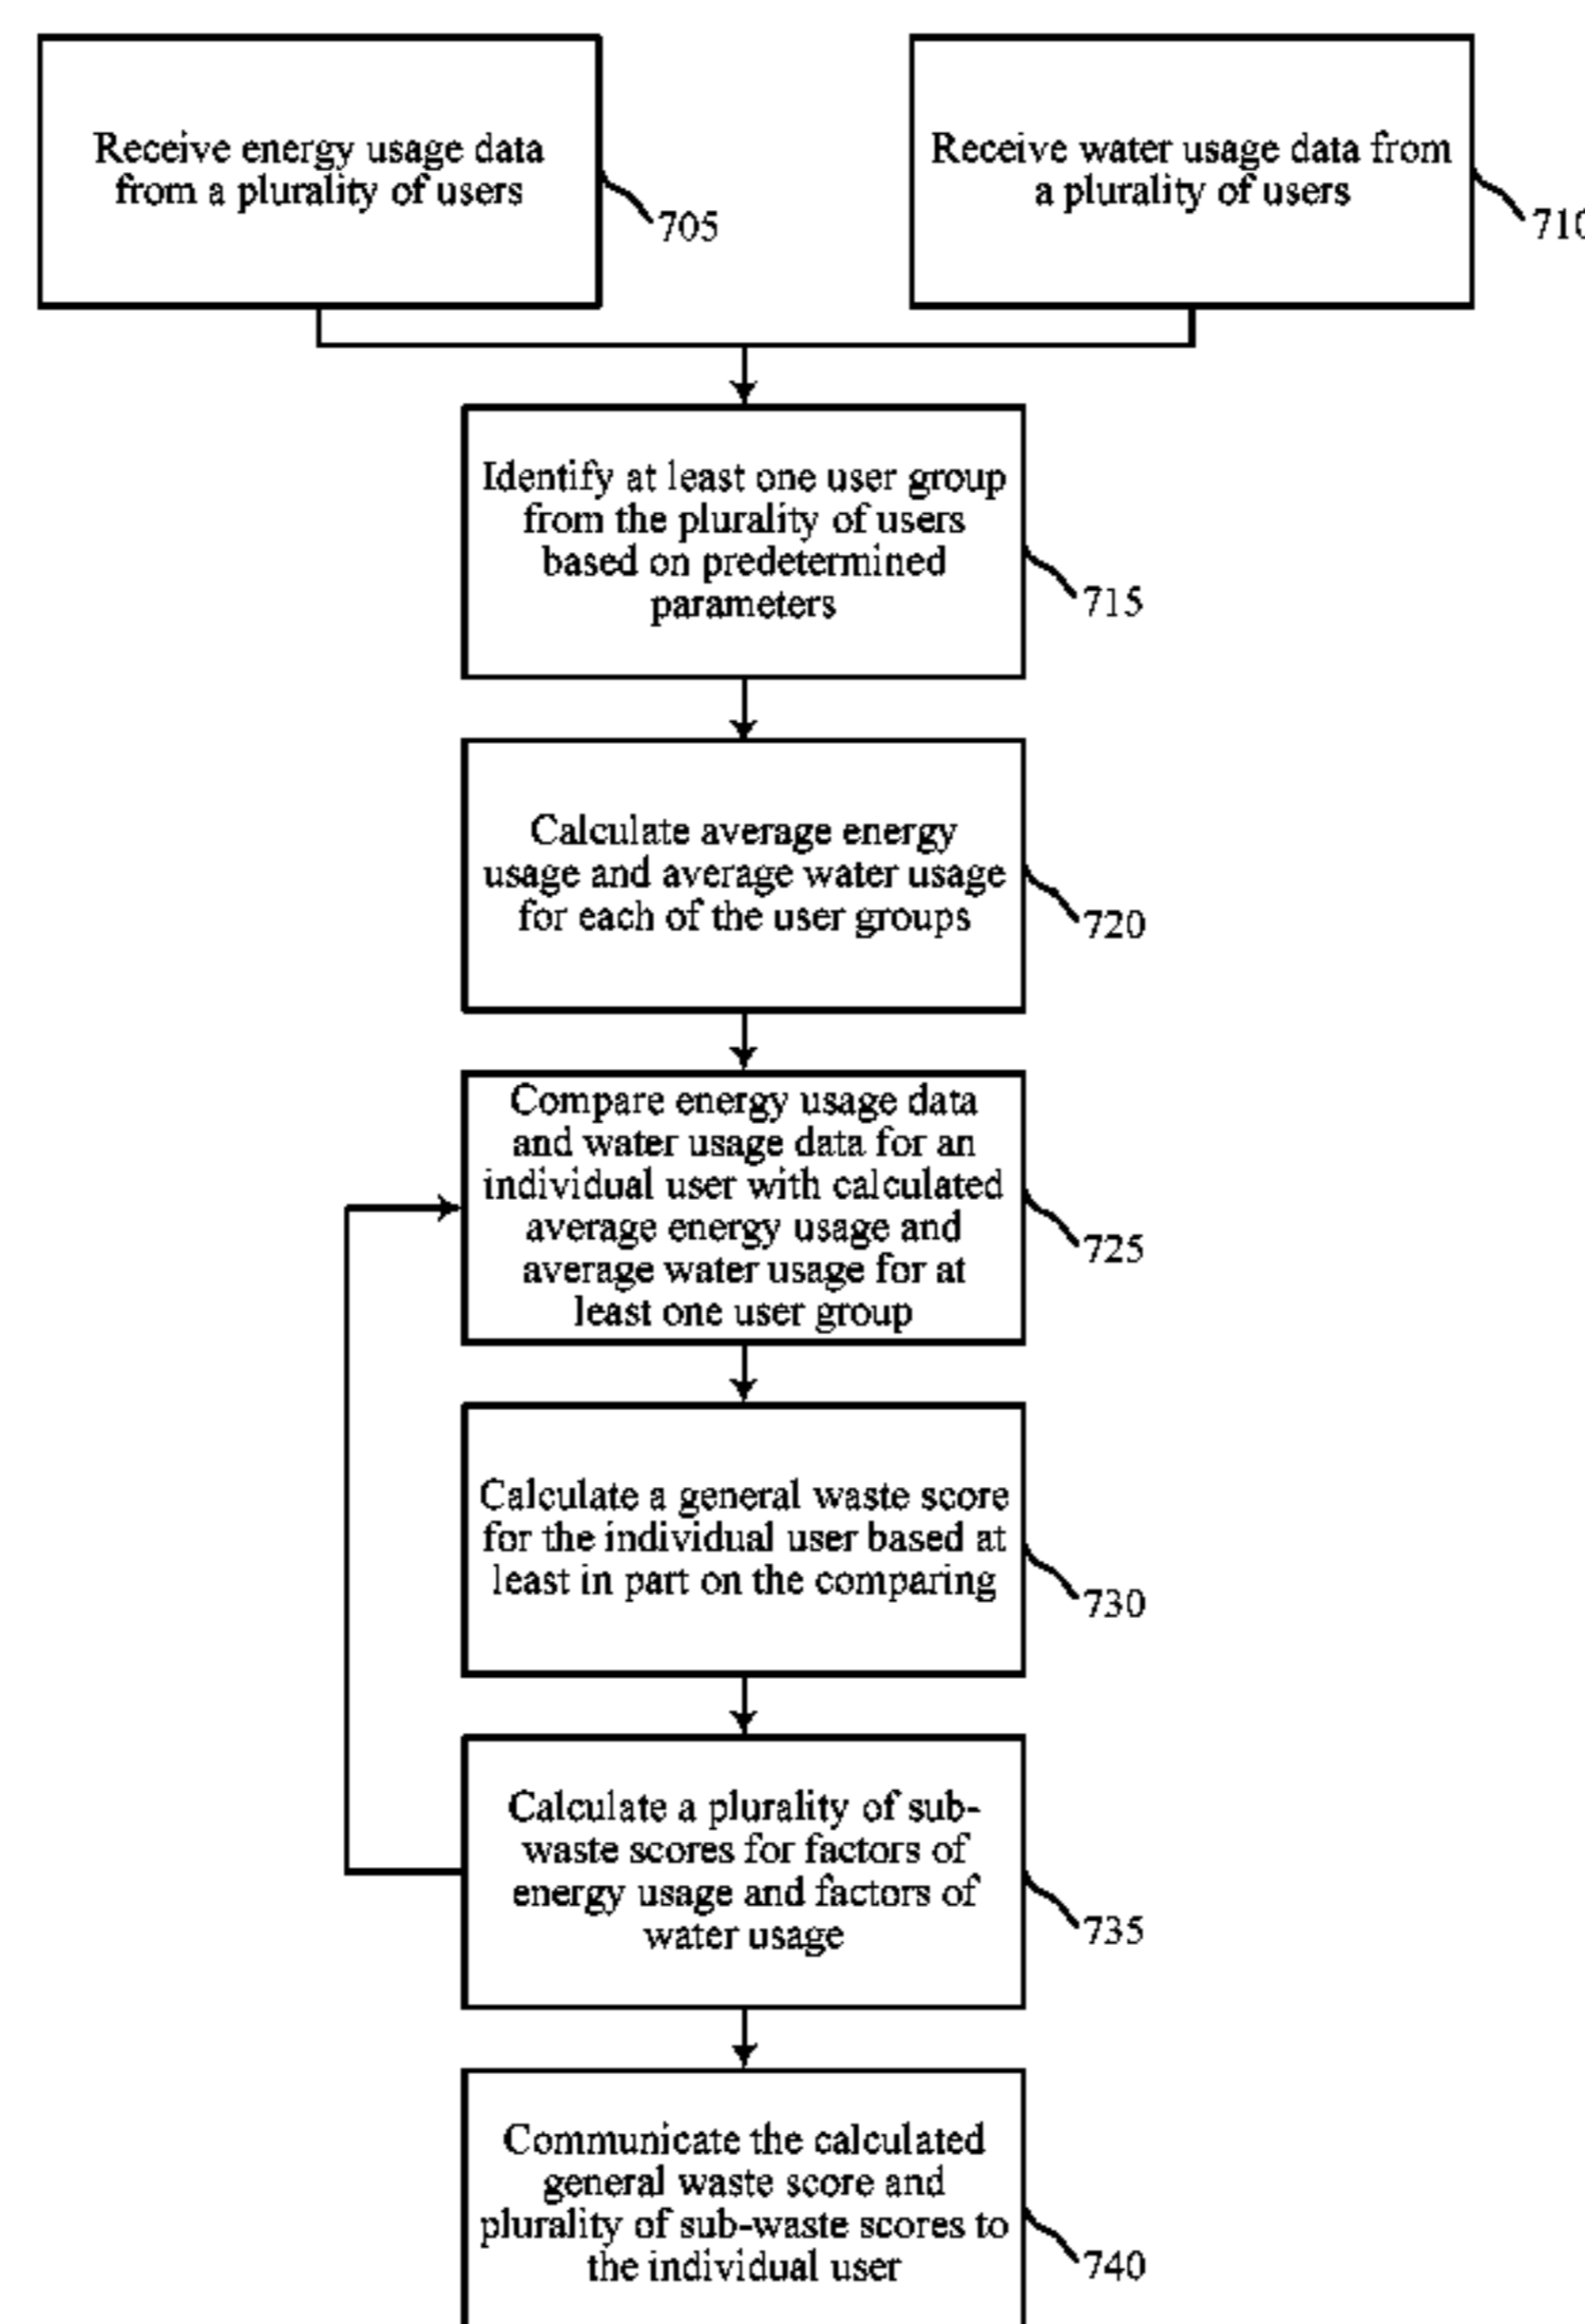 Receive energy usage data
from a plurality of users
705
Receive water usage data from
a plurality of users
710
Identify at least one user group
from the plurality of users
based on predetermined
parameters
715
Calculate average energy
usage and average water usage
for each of the user groups
720
Compare energy usage data
and water usage data for an
individual user with calculated
average energy usage and
average water usage for at
least one user group
725
Calculate a general waste score
for the individual user based at
least in part on the comparing
730
Calculate a plurality of sub-
waste scores for factors of
energy usage and factors of
water usage
735
Communicate the calculated
general waste score and
plurality of sub-waste scores to
the individual user
740